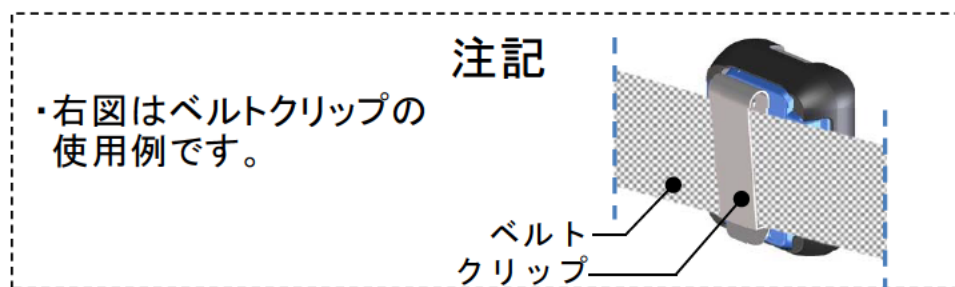 注記
・右図はベルトクリップの
使用例です。
ベルト
クリップ